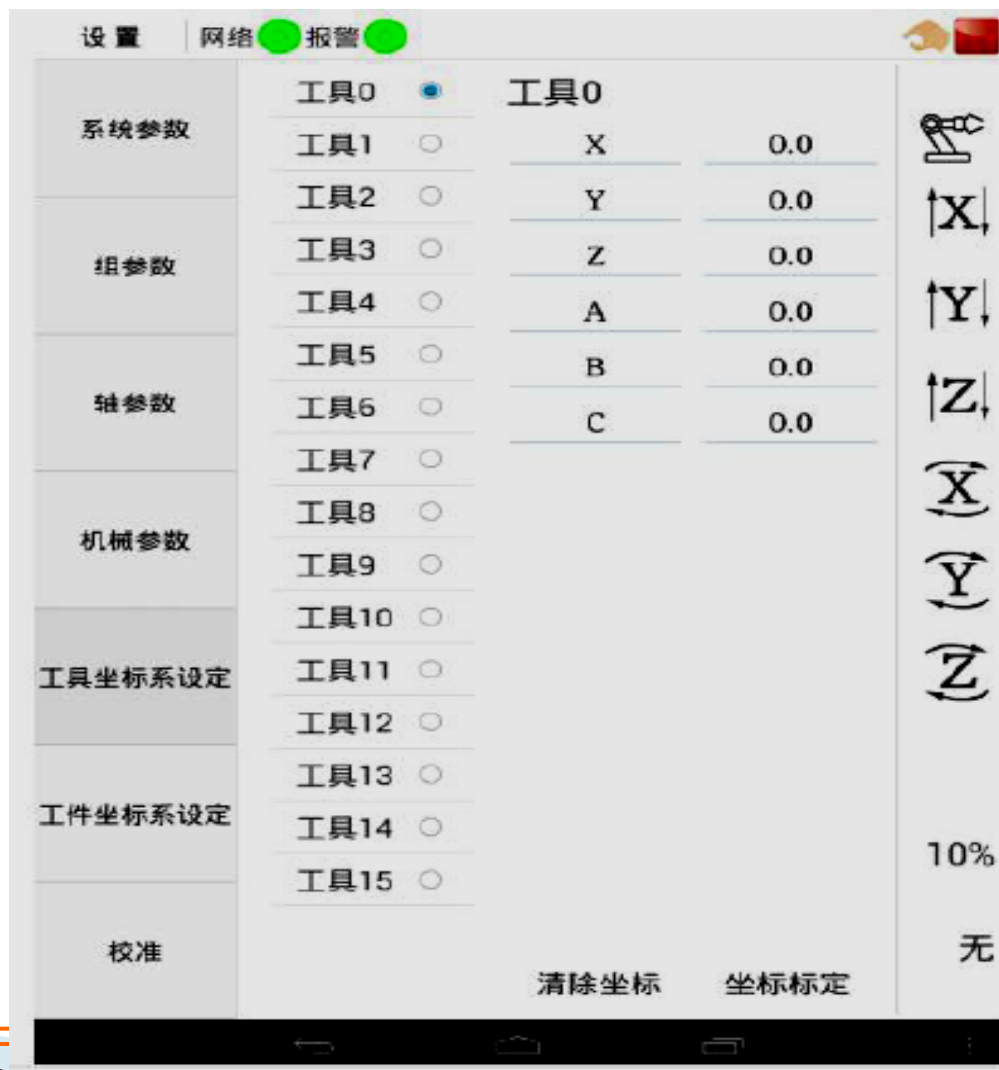 设置 网络 报警
系统参数
组参数
轴参数
机械参数
工具坐标系设定
工件坐标系设定
校准
工具0
工具1
工具2
工具3
工具4
工具5
工具6
工具7
工具8
工具9
工具10
工具11
工具12
工具13
工具14
工具15
工具0
X 0.0
Y 0.0
Z 0.0
A 0.0
B 0.0
C 0.0
清除坐标 坐标标定
X
Y
Z
X
Y
Z
10%
无